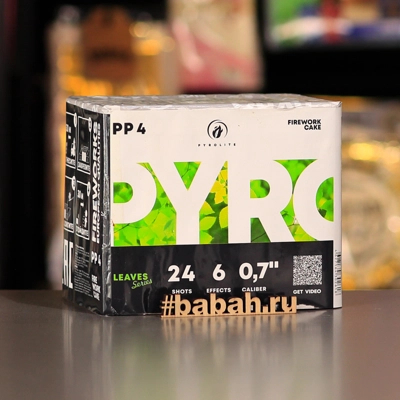 PP 4
PYROLITE
FIREWORK
CAKE
PYRO
LEAVES
Series
24
SHOTS
6
EFFECTS
0,7"
CALIBER
GET VIDEO
#babah.ru
FIREWORKS